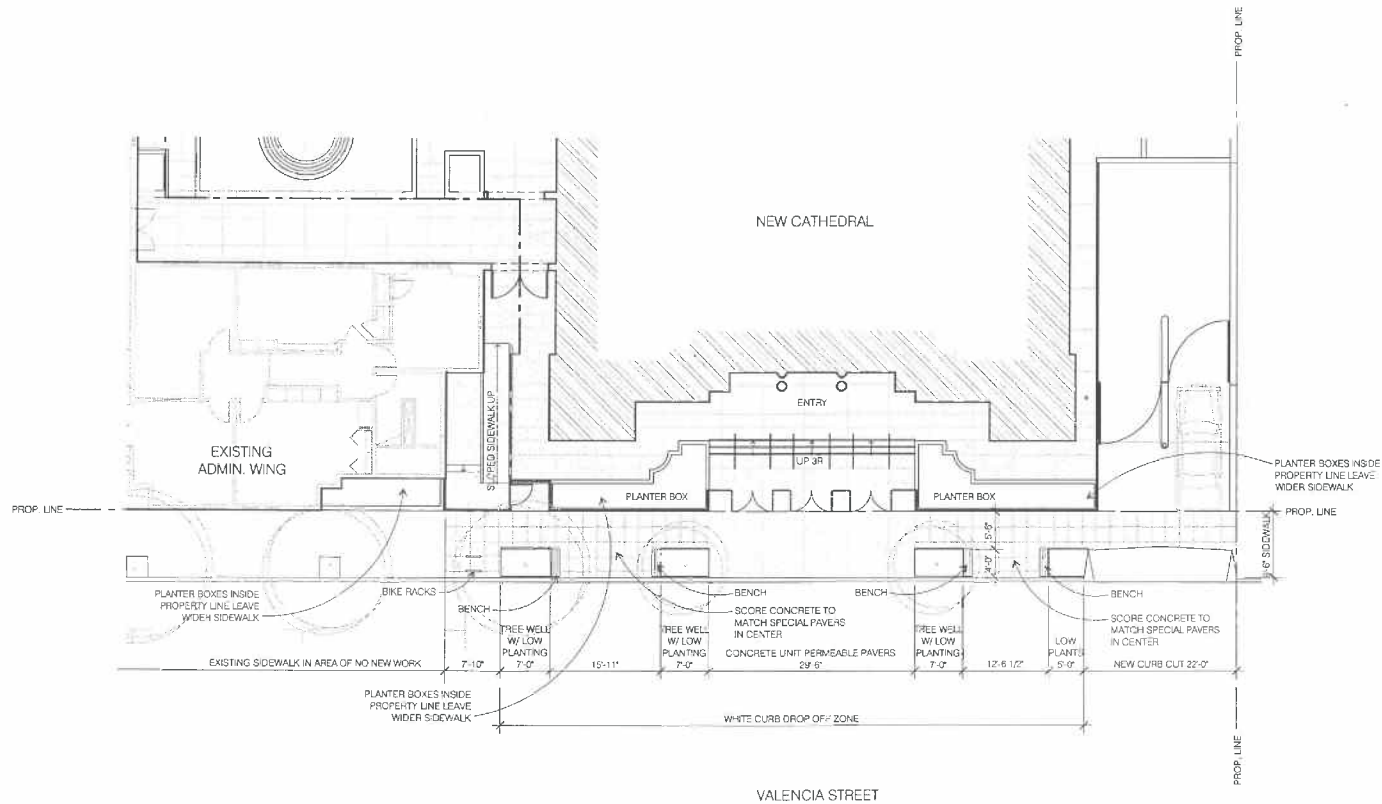 PROP. LINE
NEW CATHEDRAL
ENTRY
SLOPED SIDEWALK UP
EXISTING
ADMIN. WING
UP 3R
PLANTER BOX
PLANTER BOX
PLANTER BOXES INSIDE
PROPERTY LINE LEAVE
WIDER SIDEWALK
PROP. LINE
PROP. LINE
5'-6"
4'-0"
SIDEWALK
PLANTER BOXES INSIDE
PROPERTY LINE LEAVE
WIDER SIDEWALK
BIKE RACKS
BENCH
BENCH
BENCH
BENCH
SCORE CONCRETE TO
MATCH SPECIAL PAVERS
IN CENTER
SCORE CONCRETE TO
MATCH SPECIAL PAVERS
IN CENTER
TREE WELL
W/ LOW
PLANTING
TREE WELL
W/ LOW
PLANTING
TREE WELL
W/ LOW
PLANTING
LOW
PLANTS
CONCRETE UNIT PERMEABLE PAVERS
EXISTING SIDEWALK IN AREA OF NO NEW WORK
7'-10"
7'-0"
15'-11"
7'-0"
29'-6"
7'-0"
12'-6 1/2"
5'-0"
NEW CURB CUT 22'-0"
PLANTER BOXES INSIDE
PROPERTY LINE LEAVE
WIDER SIDEWALK
WHITE CURB DROP OFF ZONE
PROP. LINE
VALENCIA STREET